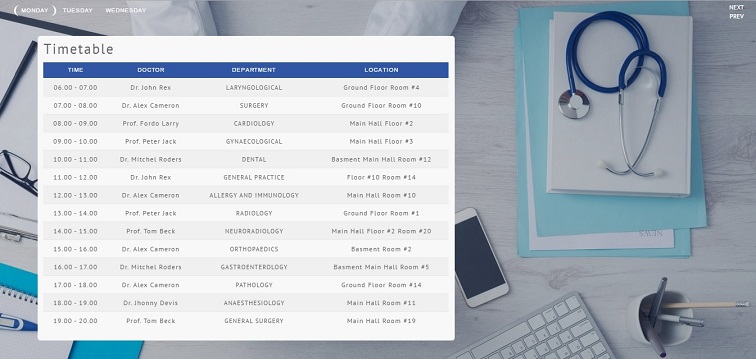 MONDAY TUESDAY WEDNESDAY
NEXT
PREV
Timetable
TIME DOCTOR DEPARTMENT LOCATION
06.00 - 07.00 Dr. John Rex LARYNGOLOGICAL Ground Floor Room #4
07.00 - 08.00 Dr. Alex Cameron SURGERY Ground Floor Room #10
08.00 - 09.00 Prof. Fordo Larry CARDIOLOGY Main Hall Floor #2
09.00 - 10.00 Prof. Peter Jack GYNAECOLOGICAL Main Hall Floor #3
10.00 - 11.00 Dr. Mitchel Roders DENTAL Basment Main Hall Room #12
11.00 - 12.00 Dr. John Rex GENERAL PRACTICE Floor #10 Room #14
12.00 - 13.00 Dr. Alex Cameron ALLERGY AND IMMUNOLOGY Main Hall Room #10
13.00 - 14.00 Prof. Peter Jack RADIOLOGY Ground Floor Room #1
14.00 - 15.00 Prof. Tom Beck NEURORADIOLOGY Main Hall Floor #2 Room #20
15.00 - 16.00 Dr. Alex Cameron ORTHOPAEDICS Basment Room #2
16.00 - 17.00 Dr. Mitchel Roders GASTROENTEROLOGY Basment Main Hall Room #5
17.00 - 18.00 Dr. Alex Cameron PATHOLOGY Ground Floor Room #14
18.00 - 19.00 Dr. Jhonny Devis ANAESTHESIOLOGY Main Hall Room #11
19.00 - 20.00 Prof. Tom Beck GENERAL SURGERY Main Hall Room #19
NEWS